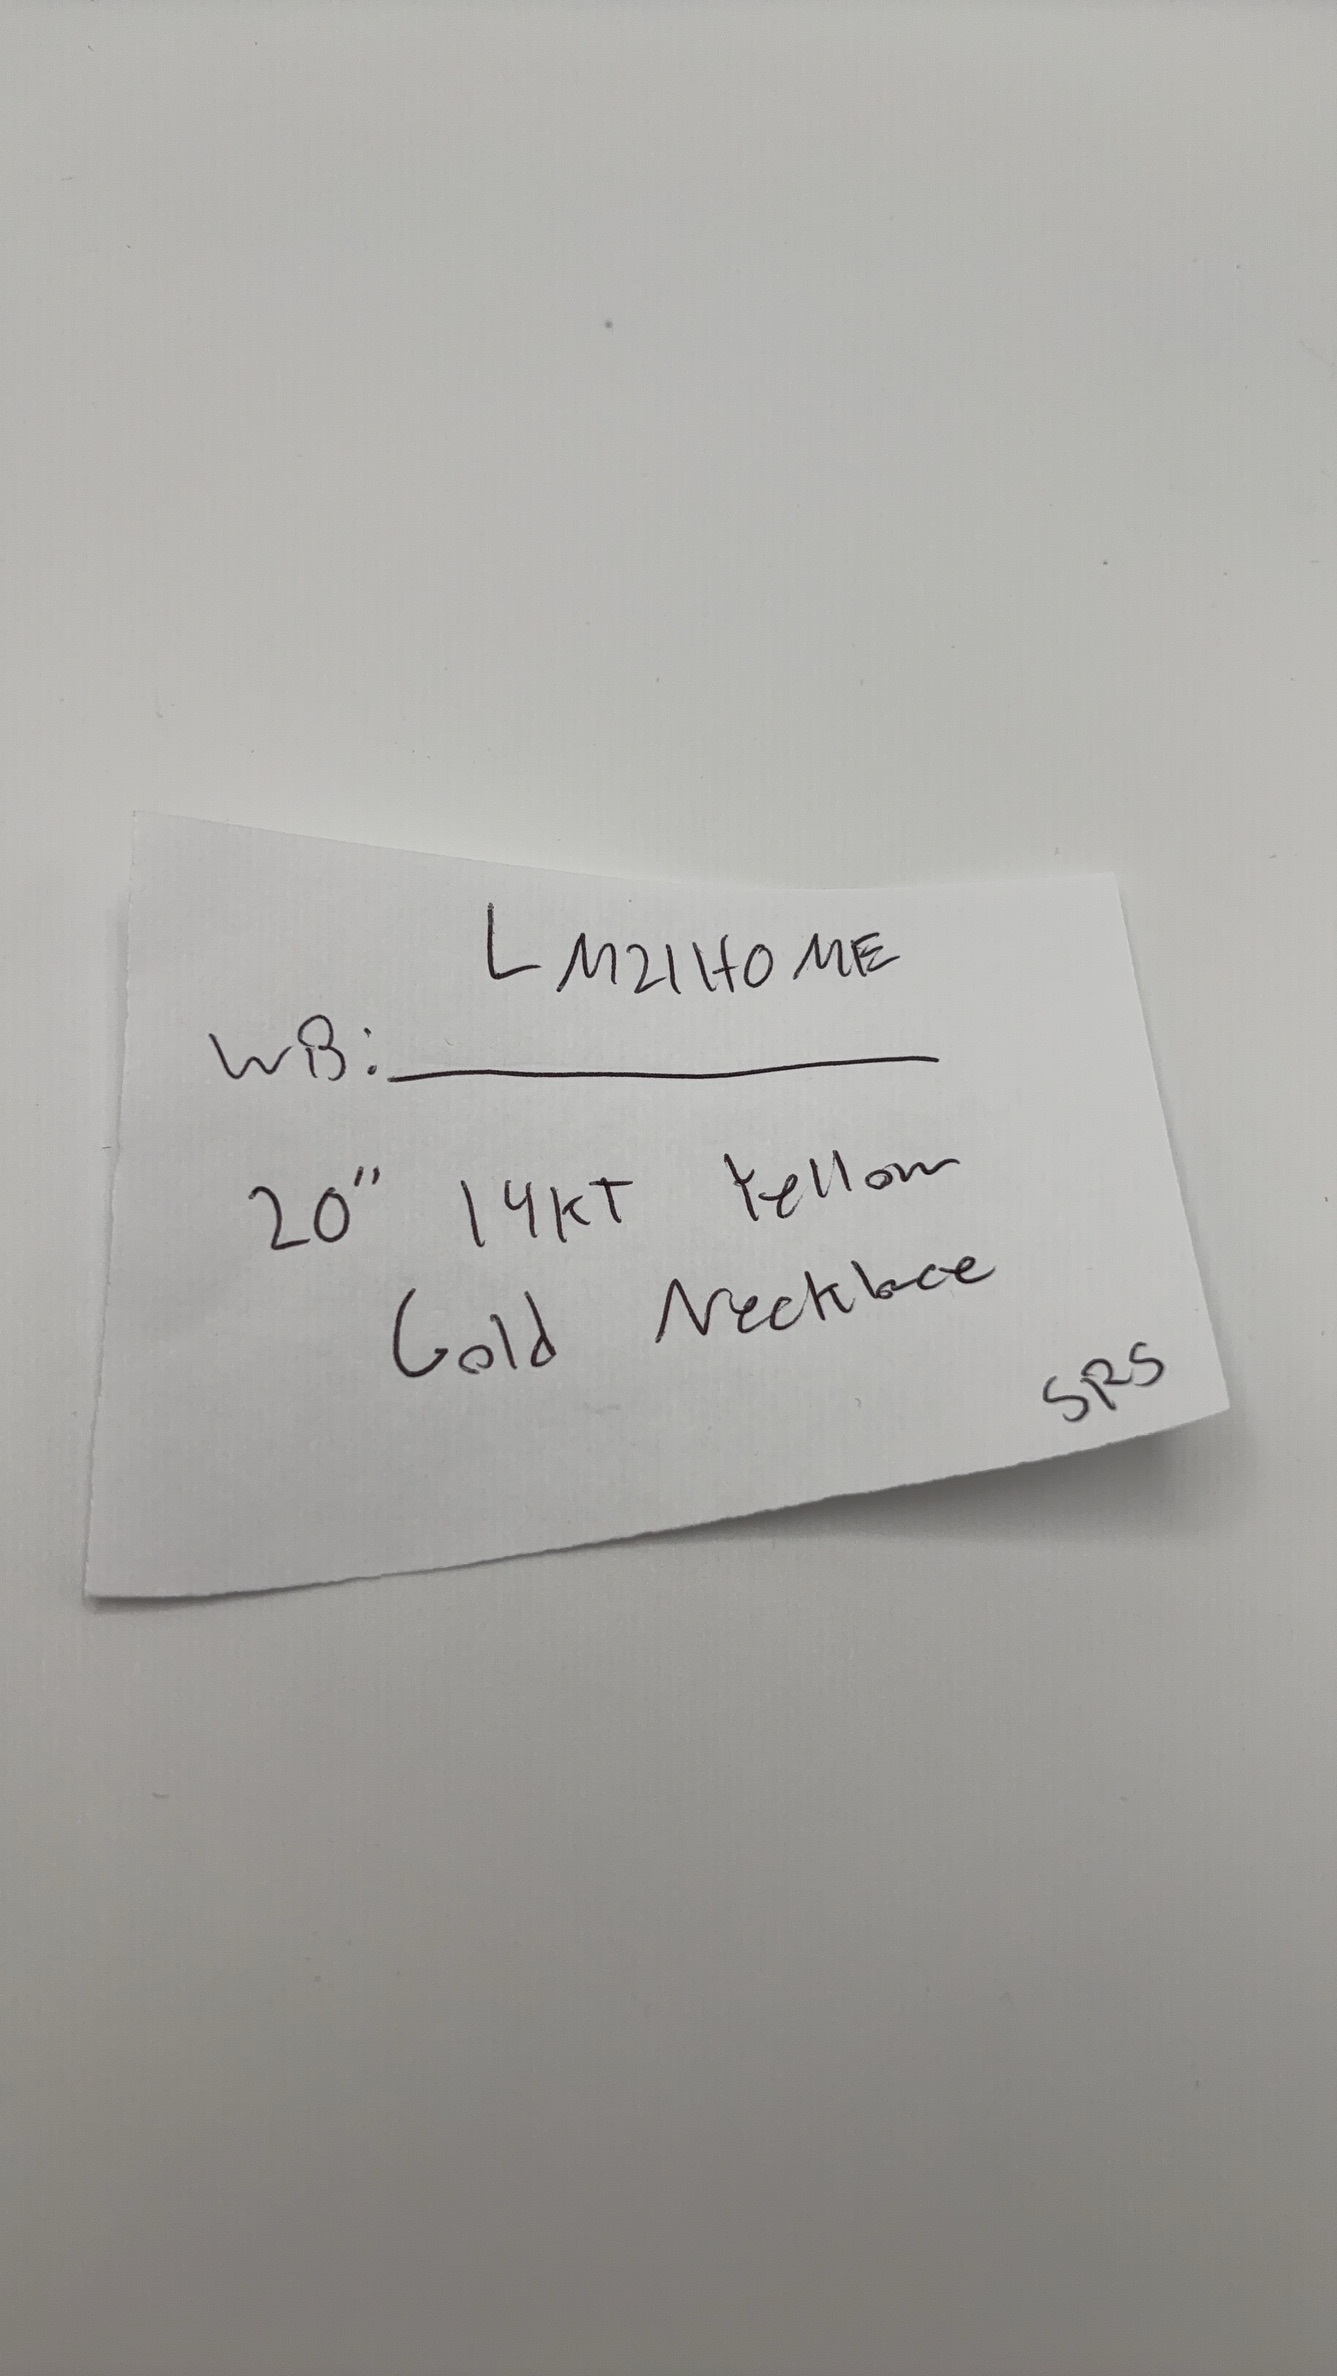 LM21HOME
WB:
20" 14KT Yellow
Gold Necklace
SRS